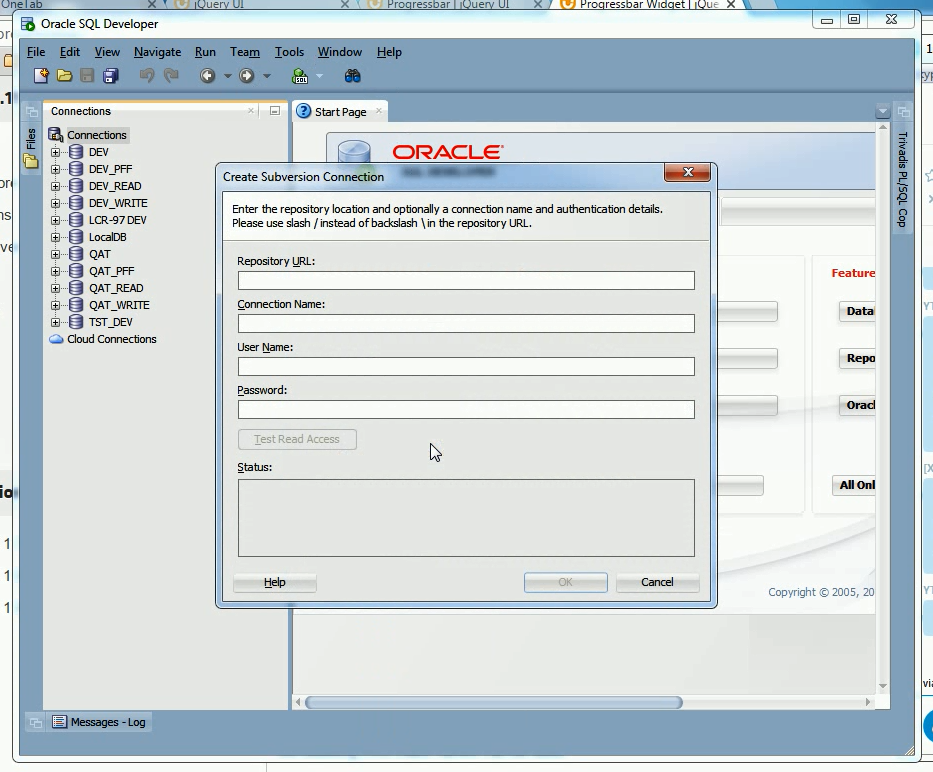 OneTab
jQuery UI
Progressbar | jQuery UI
Progressbar Widget | jQue
Oracle SQL Developer
File Edit View Navigate Run Team Tools Window Help
Connections
Start Page
Files
Connections
DEV
DEV_PFF
DEV_READ
DEV_WRITE
LCR-97 DEV
LocalDB
QAT
QAT_PFF
QAT_READ
QAT_WRITE
TST_DEV
Cloud Connections
ORACLE
SQL DEVELOPER
Trivadis PL/SQL Cop
Create Subversion Connection
Enter the repository location and optionally a connection name and authentication details.
Please use slash / instead of backslash \ in the repository URL.
Repository URL:
Connection Name:
User Name:
Password:
Test Read Access
Status:
Help
OK
Cancel
Feature
Datal
Repo
Oracl
All Onl
Copyright © 2005, 20
Messages - Log